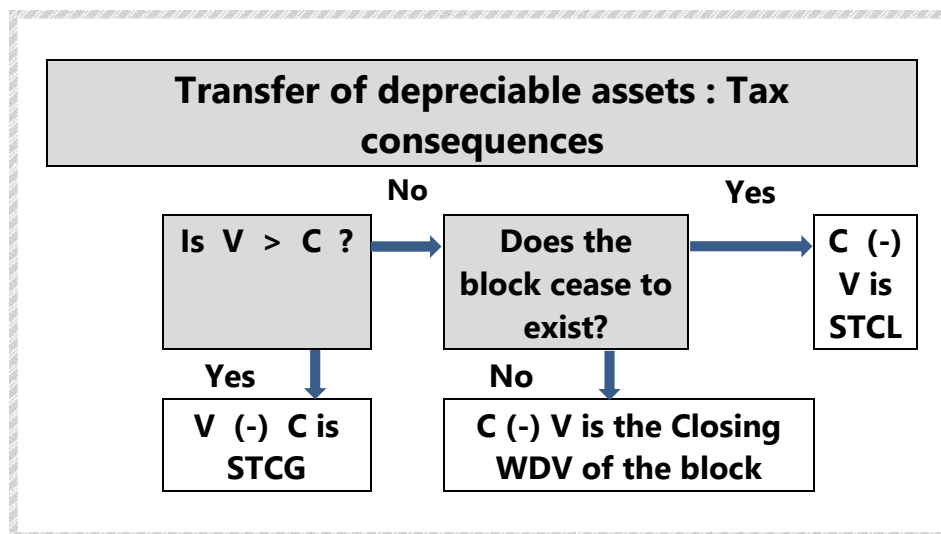 Transfer of depreciable assets : Tax
consequences
No
Yes
Is V > C ?
Does the
block cease to
exist?
C (-)
V is
STCL
Yes
No
V (-) C is
STCG
C (-) V is the Closing
WDV of the block